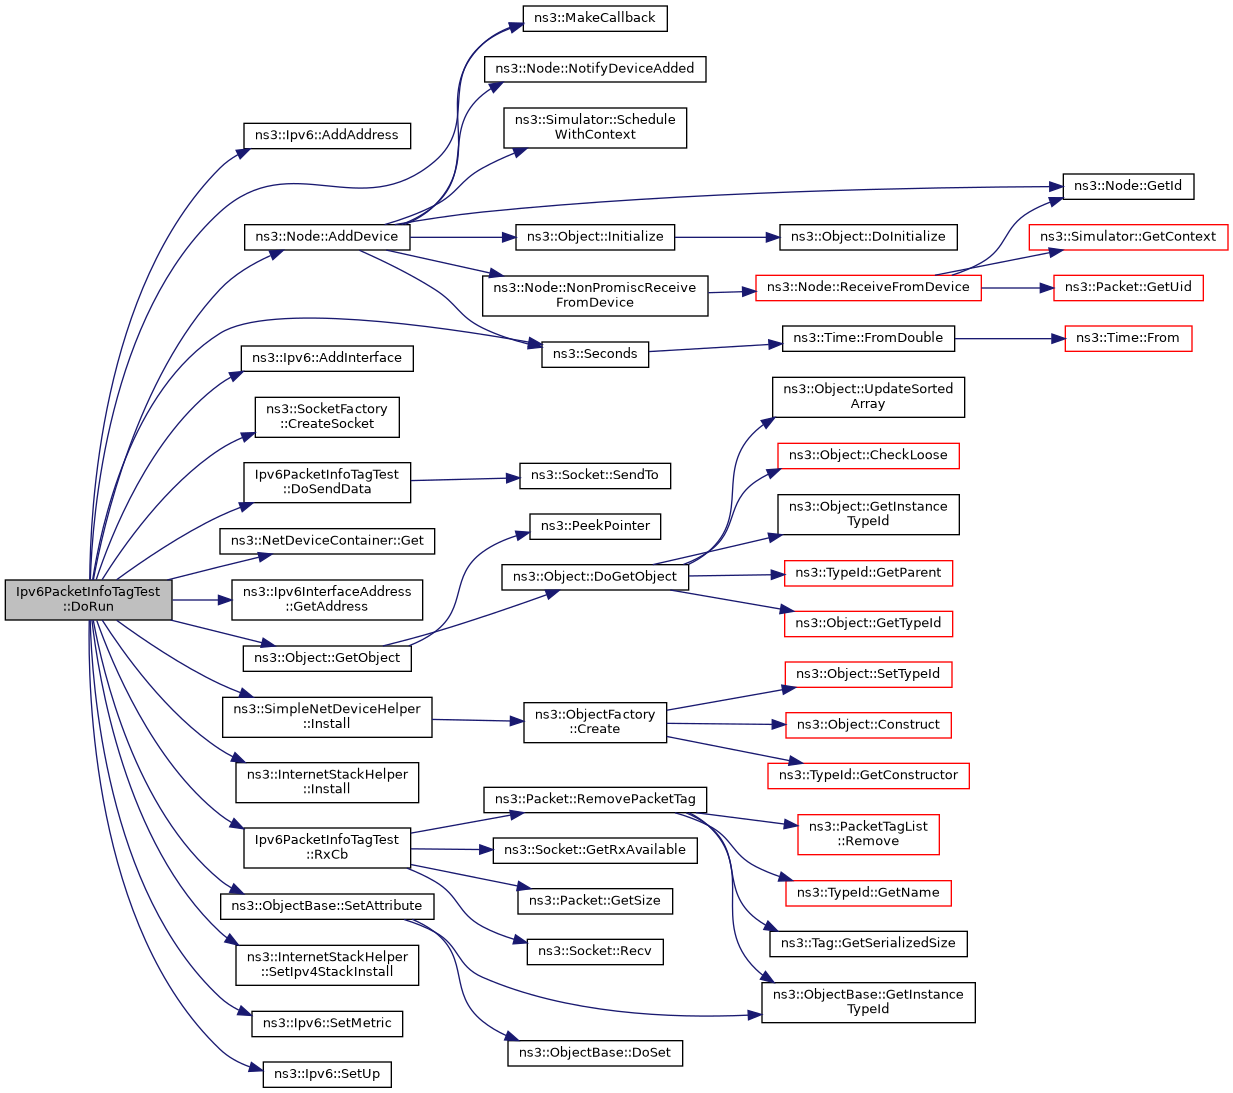 ns3::MakeCallback
ns3::Node::NotifyDeviceAdded
ns3::Simulator::Schedule
WithContext
ns3::Ipv6::AddAddress
ns3::Node::GetId
ns3::Node::AddDevice
ns3::Object::Initialize
ns3::Object::DoInitialize
ns3::Simulator::GetContext
ns3::Node::NonPromiscReceive
FromDevice
ns3::Node::ReceiveFromDevice
ns3::Packet::GetUid
ns3::Seconds
ns3::Time::FromDouble
ns3::Time::From
ns3::Ipv6::AddInterface
ns3::Object::UpdateSorted
Array
ns3::SocketFactory
::CreateSocket
ns3::Object::CheckLoose
Ipv6PacketInfoTagTest
::DoSendData
ns3::Socket::SendTo
ns3::Object::GetInstance
TypeId
ns3::NetDeviceContainer::Get
ns3::PeekPointer
ns3::Object::DoGetObject
ns3::TypeId::GetParent
Ipv6PacketInfoTagTest
::DoRun
ns3::Ipv6InterfaceAddress
::GetAddress
ns3::Object::GetTypeId
ns3::Object::GetObject
ns3::Object::SetTypeId
ns3::SimpleNetDeviceHelper
::Install
ns3::ObjectFactory
::Create
ns3::Object::Construct
ns3::InternetStackHelper
::Install
ns3::TypeId::GetConstructor
ns3::Packet::RemovePacketTag
ns3::PacketTagList
::Remove
Ipv6PacketInfoTagTest
::RxCb
ns3::Socket::GetRxAvailable
ns3::TypeId::GetName
ns3::ObjectBase::SetAttribute
ns3::Packet::GetSize
ns3::Tag::GetSerializedSize
ns3::Socket::Recv
ns3::InternetStackHelper
::SetIpv4StackInstall
ns3::ObjectBase::GetInstance
TypeId
ns3::Ipv6::SetMetric
ns3::ObjectBase::DoSet
ns3::Ipv6::SetUp